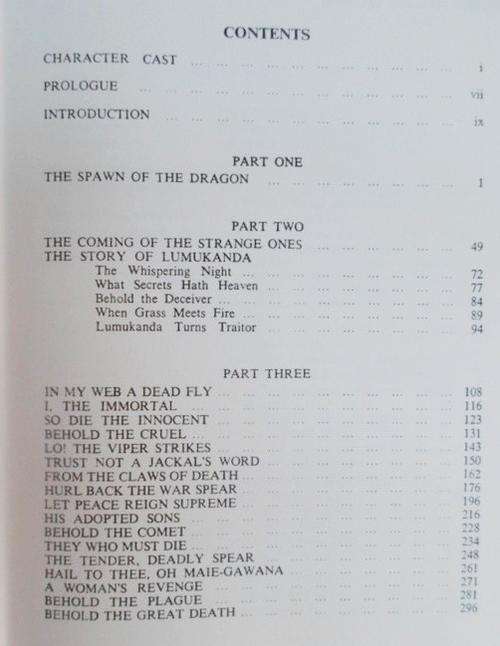 CONTENTS
CHARACTER CAST ... ... ... ... ... ... ... ... ... ... i
PROLOGUE ... ... ... ... ... ... ... ... ... ... ... vii
INTRODUCTION ... ... ... ... ... ... ... ... ... ... ... ix
PART ONE
THE SPAWN OF THE DRAGON ... ... ... ... ... ... ... 1
PART TWO
THE COMING OF THE STRANGE ONES ... ... ... ... ... 49
THE STORY OF LUMUKANDA
The Whispering Night ... ... ... ... ... ... ... 72
What Secrets Hath Heaven ... ... ... ... ... ... 77
Behold the Deceiver ... ... ... ... ... ... ... ... 84
When Grass Meets Fire ... ... ... ... ... ... ... 89
Lumukanda Turns Traitor ... ... ... ... ... ... 94
PART THREE
IN MY WEB A DEAD FLY ... ... ... ... ... ... ... ... 108
I, THE IMMORTAL ... ... ... ... ... ... ... ... ... 116
SO DIE THE INNOCENT ... ... ... ... ... ... ... ... 123
BEHOLD THE CRUEL ... ... ... ... ... ... ... ... ... 131
LO! THE VIPER STRIKES ... ... ... ... ... ... ... ... 143
TRUST NOT A JACKAL'S WORD ... ... ... ... ... ... 150
FROM THE CLAWS OF DEATH ... ... ... ... ... ... ... 162
HURL BACK THE WAR SPEAR ... ... ... ... ... ... ... 176
LET PEACE REIGN SUPREME ... ... ... ... ... ... ... 196
HIS ADOPTED SONS ... ... ... ... ... ... ... ... ... 216
BEHOLD THE COMET ... ... ... ... ... ... ... ... ... 228
THEY WHO MUST DIE ... ... ... ... ... ... ... ... ... 234
THE TENDER, DEADLY SPEAR ... ... ... ... ... ... ... 248
HAIL TO THEE, OH MAIE-GAWANA ... ... ... ... ... 261
A WOMAN'S REVENGE ... ... ... ... ... ... ... ... 271
BEHOLD THE PLAGUE ... ... ... ... ... ... ... ... 281
BEHOLD THE GREAT DEATH ... ... ... ... ... ... ... 296